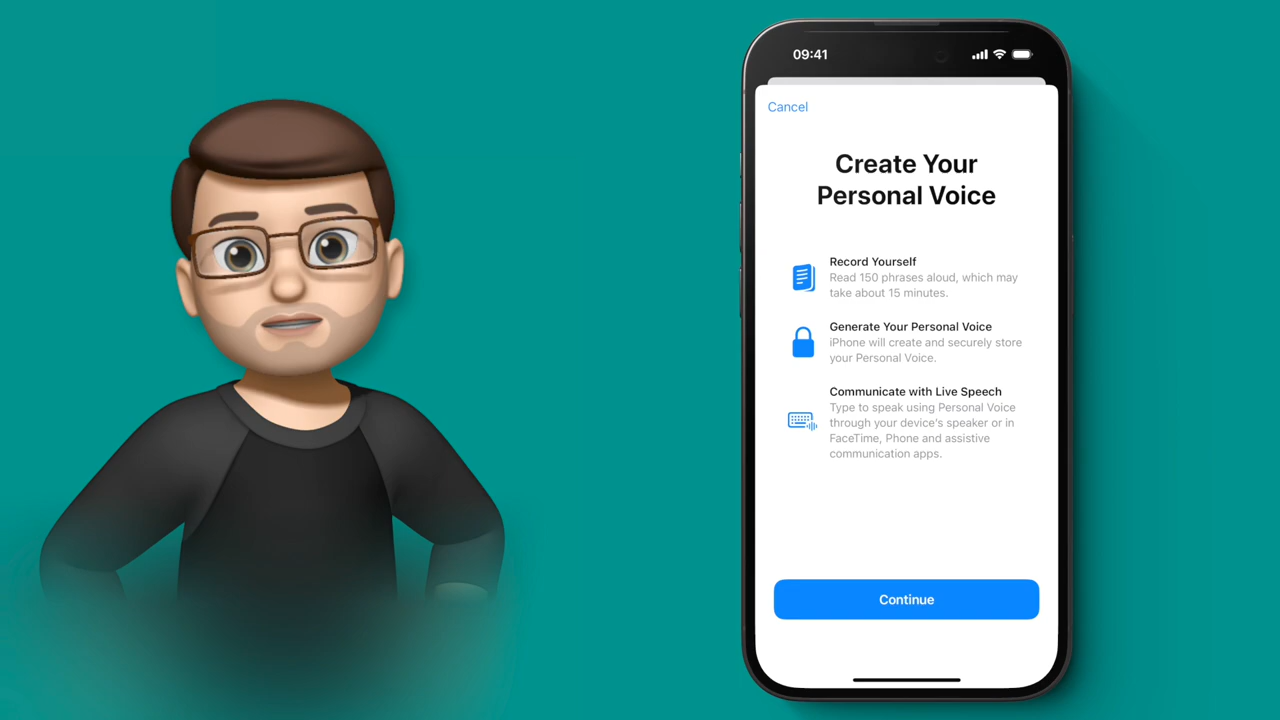 09:41
Cancel
Create Your
Personal Voice
Record Yourself
Read 150 phrases aloud, which may
take about 15 minutes.
Generate Your Personal Voice
iPhone will create and securely store
your Personal Voice.
Communicate with Live Speech
Type to speak using Personal Voice
through your device's speaker or in
FaceTime, Phone and assistive
communication apps.
Continue